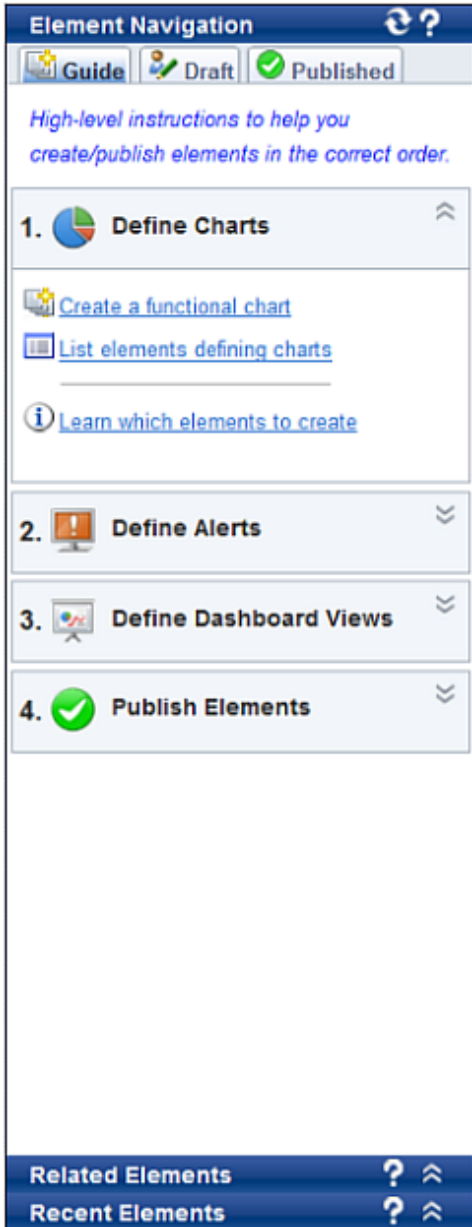 Element Navigation ?
Guide Draft Published
High-level instructions to help you
create/publish elements in the correct order.
1. Define Charts
Create a functional chart
List elements defining charts
Learn which elements to create
2. Define Alerts
3. Define Dashboard Views
4. Publish Elements
Related Elements ?
Recent Elements ?